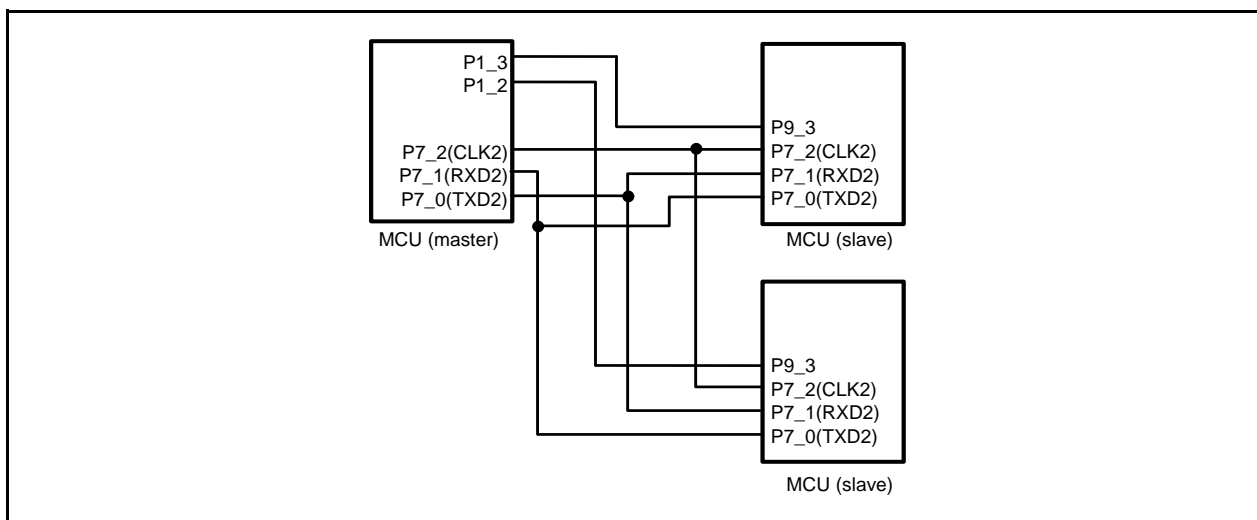 P1_3
P1_2
P7_2(CLK2)
P7_1(RXD2)
P7_0(TXD2)
MCU (master)
P9_3
P7_2(CLK2)
P7_1(RXD2)
P7_0(TXD2)
MCU (slave)
P9_3
P7_2(CLK2)
P7_1(RXD2)
P7_0(TXD2)
MCU (slave)